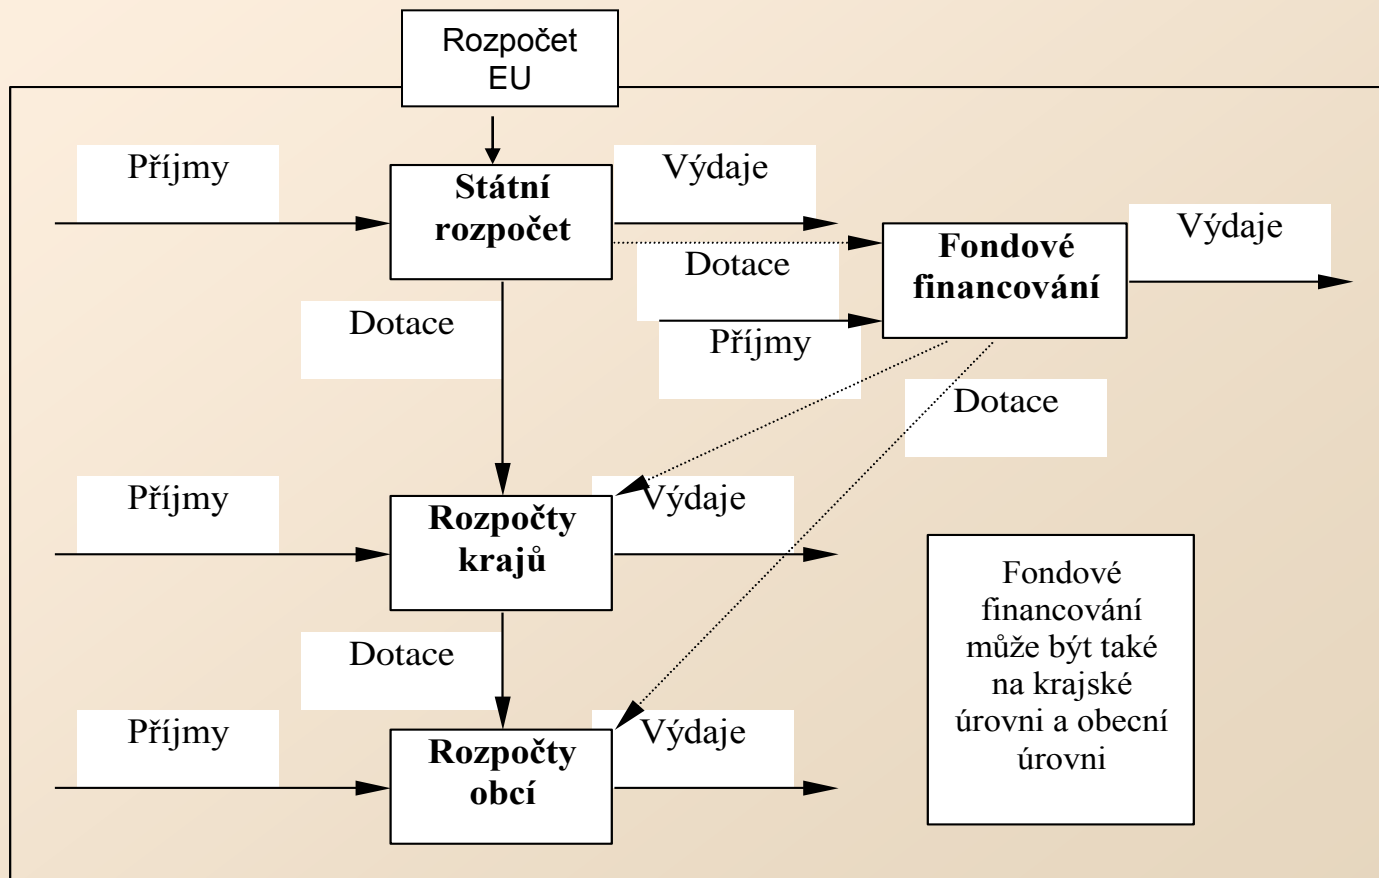 Rozpočet
EU
Příjmy
Státní
rozpočet
Výdaje
Dotace
Příjmy
Fondové
financování
Výdaje
Dotace
Dotace
Příjmy
Rozpočty
krajů
Výdaje
Dotace
Příjmy
Rozpočty
obcí
Výdaje
Fondové
financování
může být také
na krajské
úrovni a obecní
úrovni